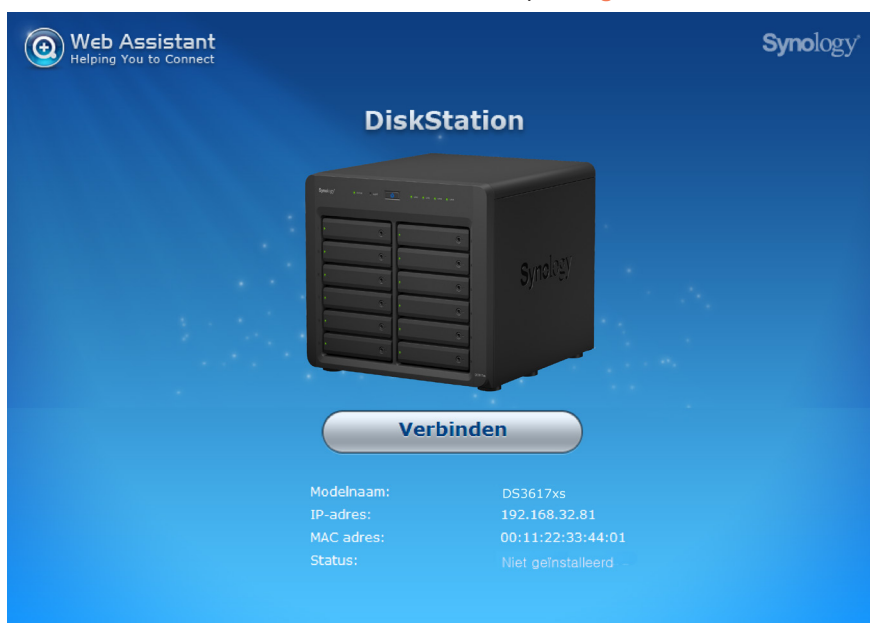 Web Assistant
Helping You to Connect
Synology
DiskStation
Synology
Synology
Verbinden
Modelnaam: DS3617xs
IP-adres: 192.168.32.81
MAC adres: 00:11:22:33:44:01
Status: Niet geïnstalleerd -